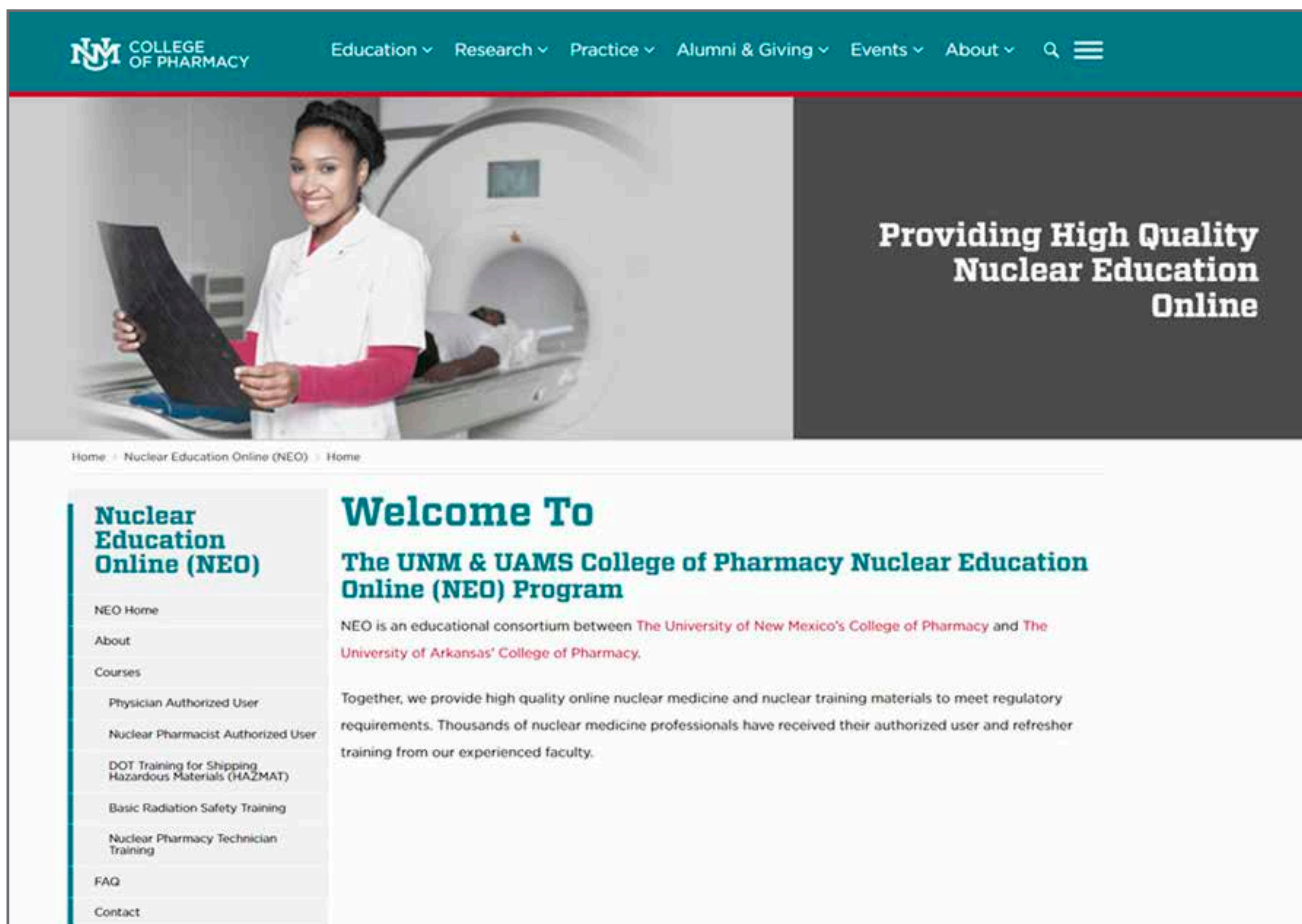 UNM COLLEGE
OF PHARMACY
Education
Research
Practice
Alumni & Giving
Events
About
Providing High Quality
Nuclear Education
Online
Home
Nuclear Education Online (NEO)
Home
Nuclear
Education
Online (NEO)
NEO Home
About
Courses
Physician Authorized User
Nuclear Pharmacist Authorized User
DOT Training for Shipping
Hazardous Materials (HAZMAT)
Basic Radiation Safety Training
Nuclear Pharmacy Technician
Training
FAQ
Contact
Welcome To
The UNM & UAMS College of Pharmacy Nuclear Education
Online (NEO) Program
NEO is an educational consortium between The University of New Mexico's College of Pharmacy and The
University of Arkansas' College of Pharmacy.
Together, we provide high quality online nuclear medicine and nuclear training materials to meet regulatory
requirements. Thousands of nuclear medicine professionals have received their authorized user and refresher
training from our experienced faculty.